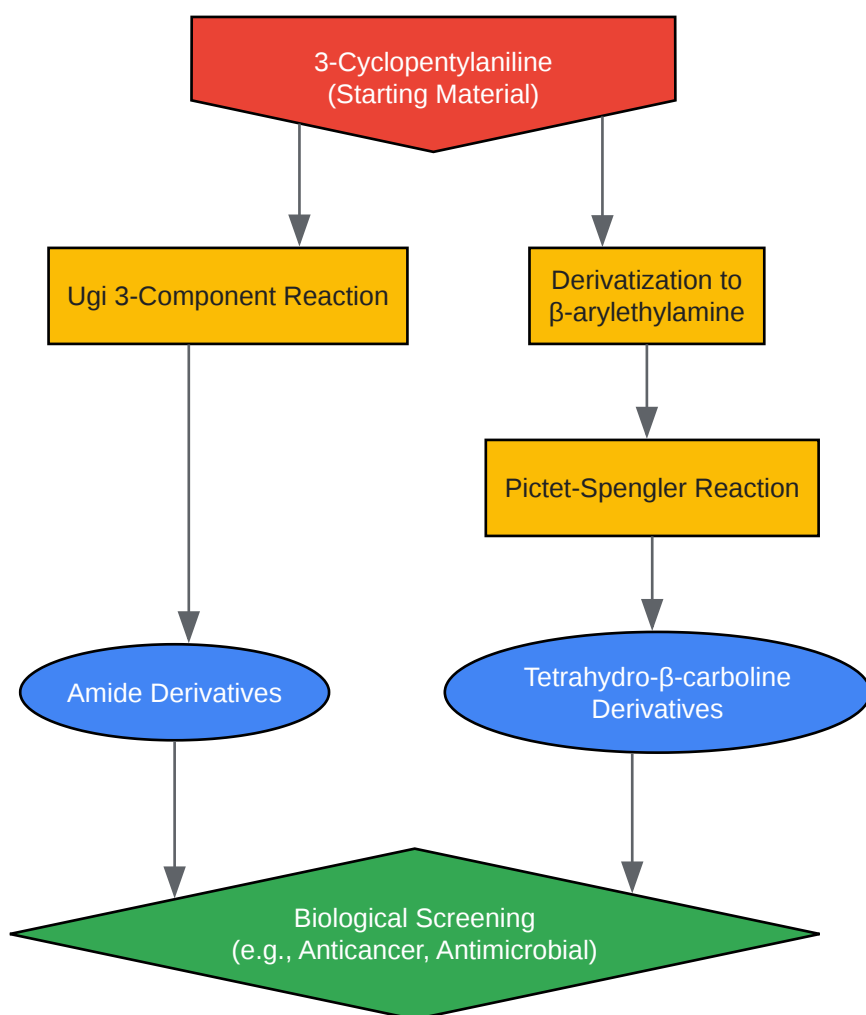 3-Cyclopentylaniline
(Starting Material)
Ugi 3-Component Reaction
Derivatization to
β-arylethylamine
Pictet-Spengler Reaction
Amide Derivatives
Tetrahydro-β-carboline
Derivatives
Biological Screening
(e.g., Anticancer, Antimicrobial)